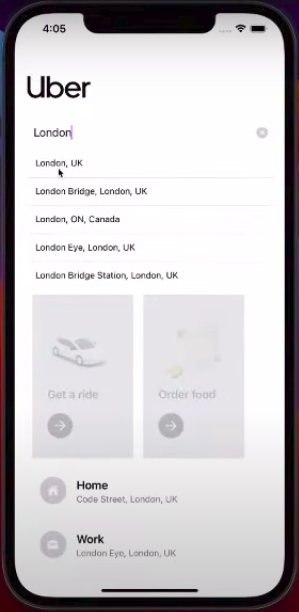 4:05
Uber
London
London, UK
London Bridge, London, UK
London, ON, Canada
London Eye, London, UK
London Bridge Station, London, UK
Get a ride
Order food
Home
Code Street, London, UK
Work
London Eye, London, UK